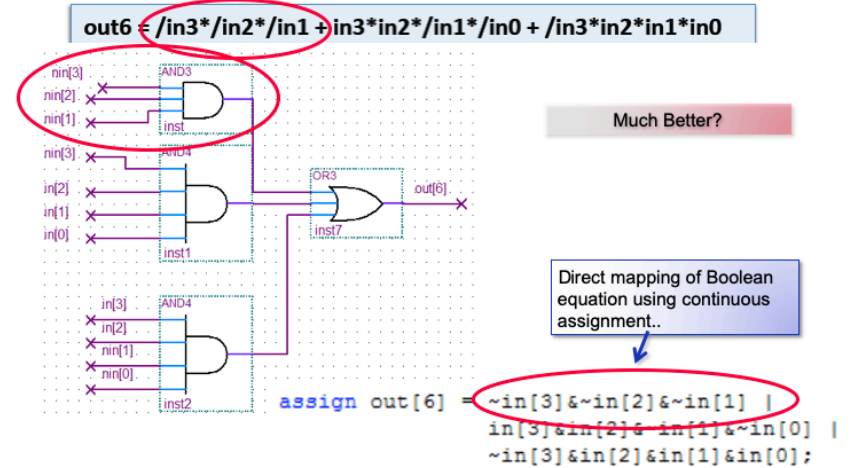 out6 = /in3*/in2*/in1 + in3*in2*/in1*/in0 + /in3*in2*in1*in0
nin[3]
nin[2]
nin[1]
AND3
inst
Much Better?
nin[3]
in[2]
in[1]
in[0]
AND4
inst1
OR3
inst7
out[6]
in[3]
in[2]
nin[1]
nin[0]
AND4
inst2
Direct mapping of Boolean
equation using continuous
assignment..
assign out[6] = ~in[3]&~in[2]&~in[1] |
in[3]&in[2]&~in[1]&~in[0] |
~in[3]&in[2]&in[1]&in[0];